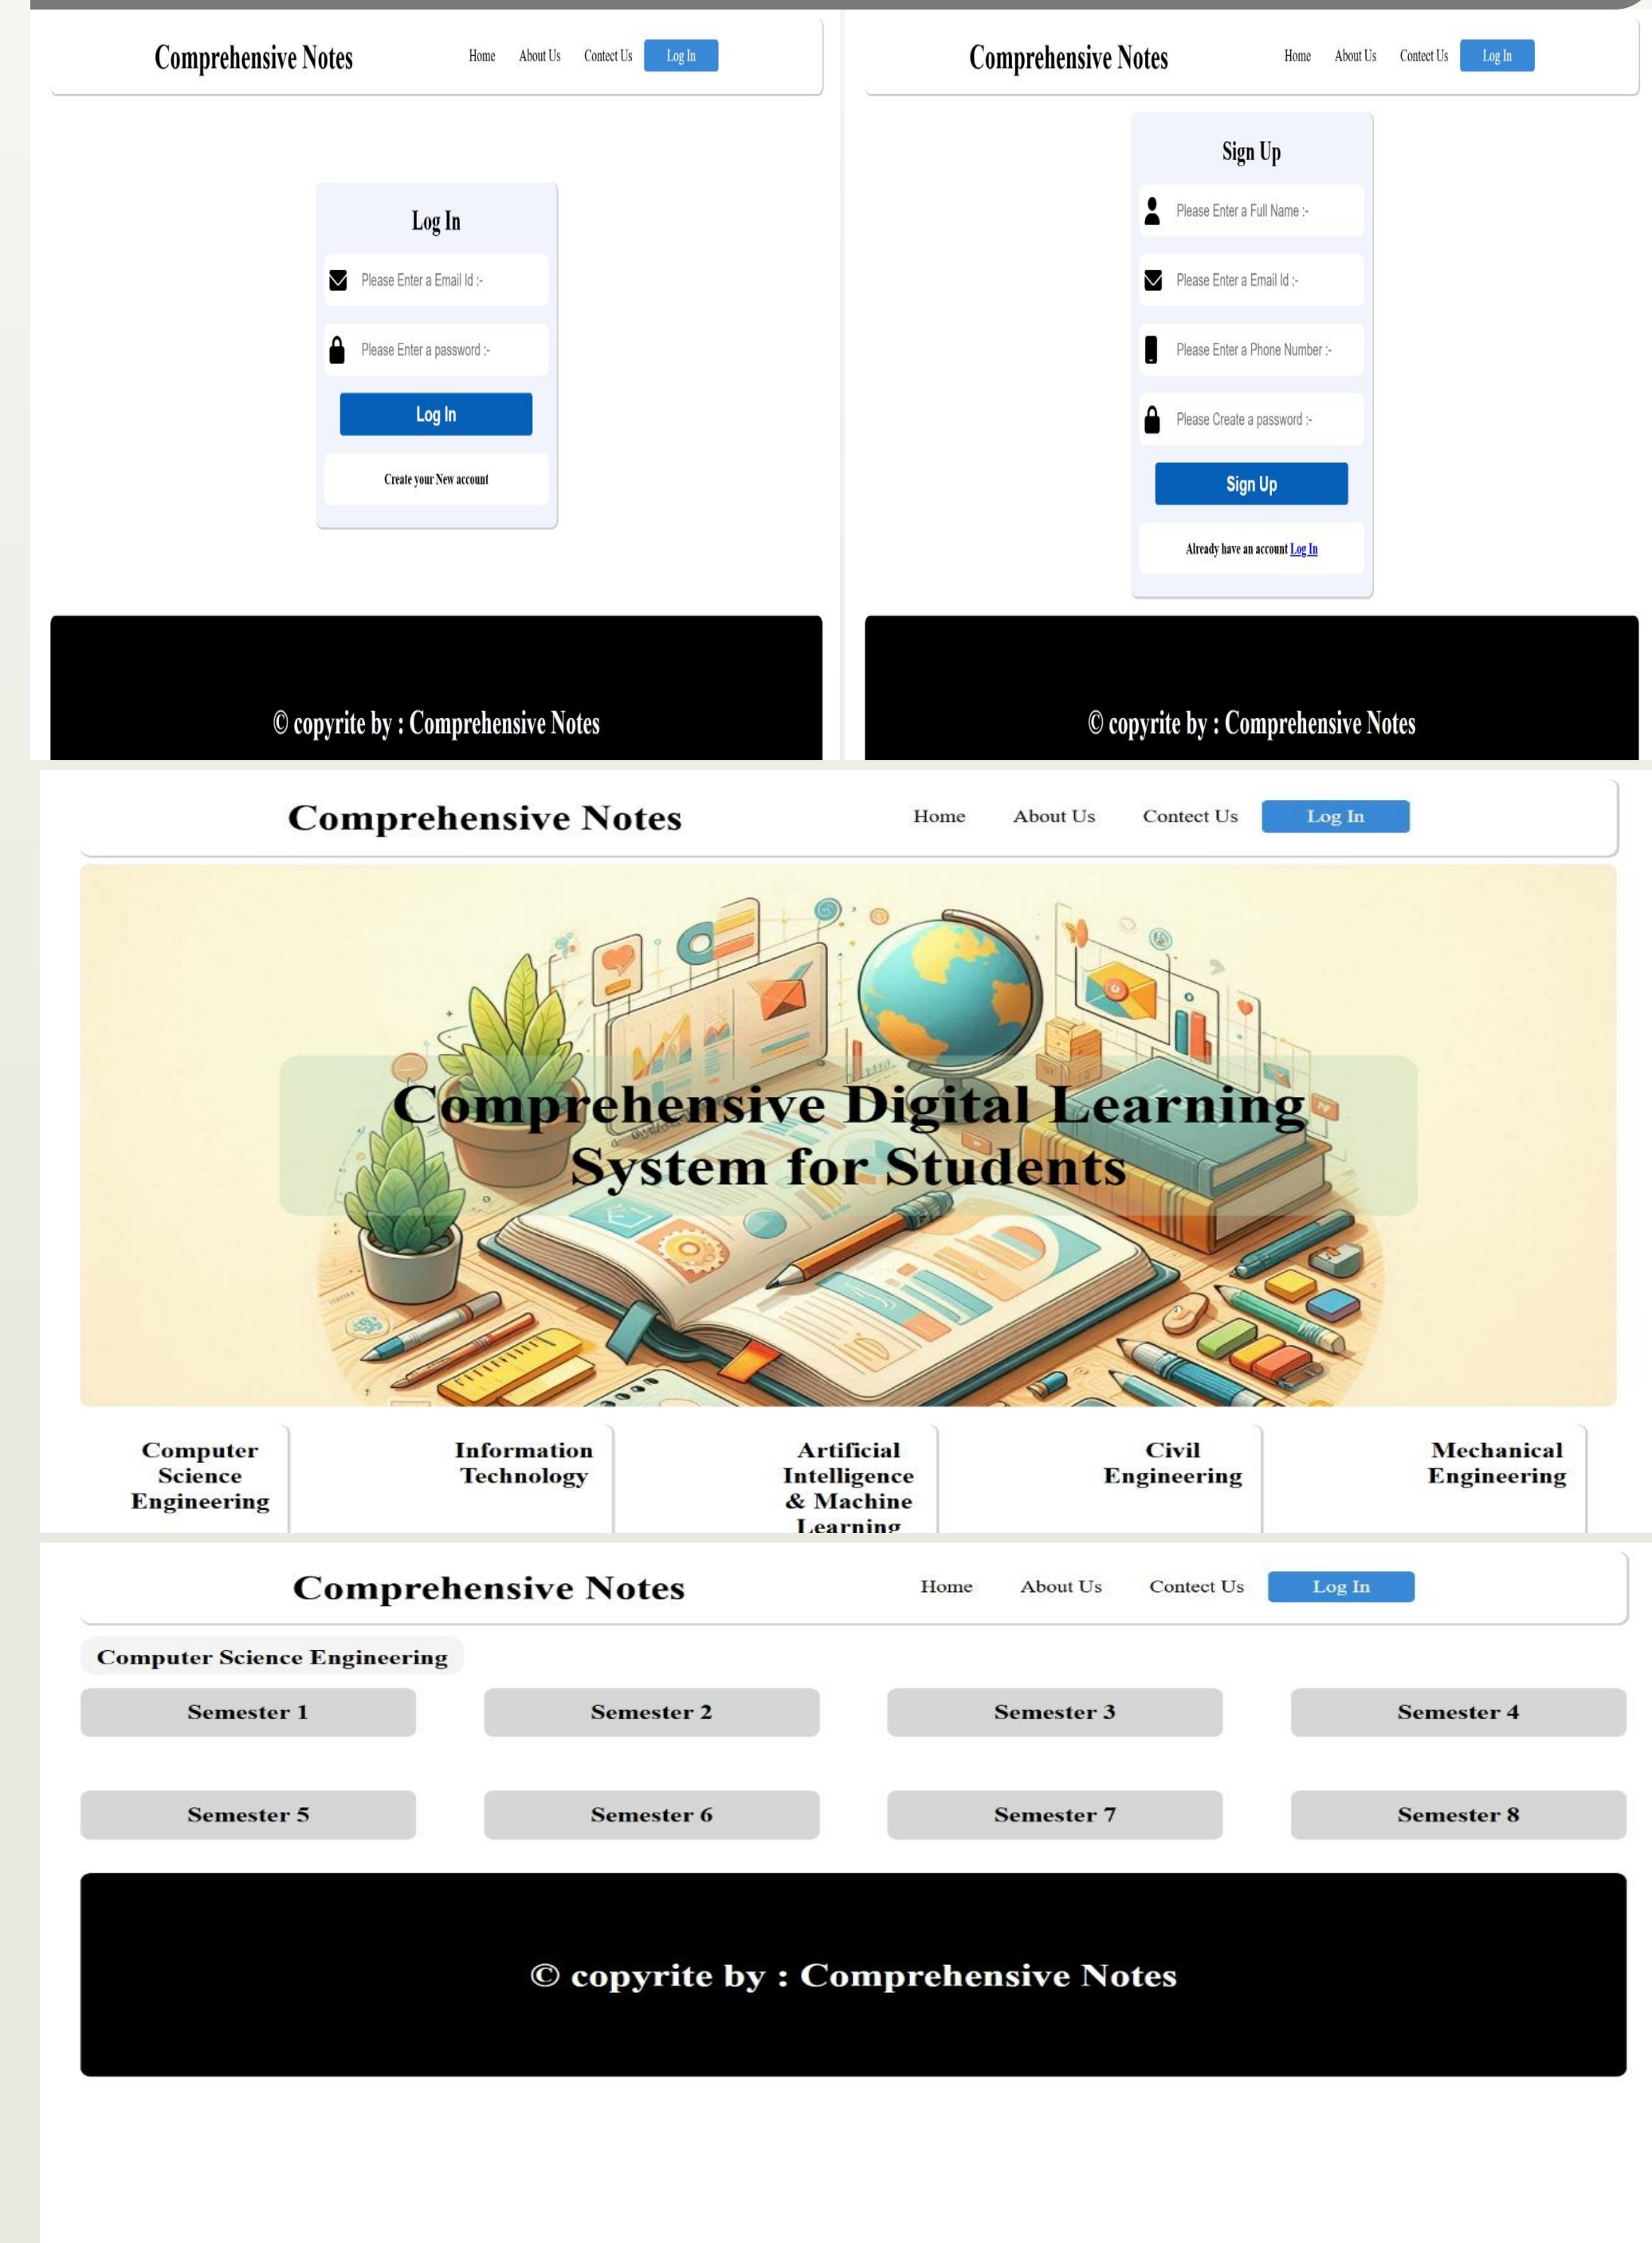 Comprehensive Notes
Home About Us Contect Us Log In
Log In
Please Enter a Email Id :-
Please Enter a password :-
Log In
Create your New account
© copyrite by : Comprehensive Notes
Comprehensive Notes
Home About Us Contect Us Log In
Sign Up
Please Enter a Full Name :-
Please Enter a Email Id :-
Please Enter a Phone Number :-
Please Create a password :-
Sign Up
Already have an account Log In
© copyrite by : Comprehensive Notes
Comprehensive Notes
Home About Us Contect Us Log In
Comprehensive Digital Learning
System for Students
Computer
Science
Engineering
Information
Technology
Artificial
Intelligence
& Machine
Learning
Civil
Engineering
Mechanical
Engineering
Comprehensive Notes
Home About Us Contect Us Log In
Computer Science Engineering
Semester 1 Semester 2 Semester 3 Semester 4
Semester 5 Semester 6 Semester 7 Semester 8
© copyrite by : Comprehensive Notes